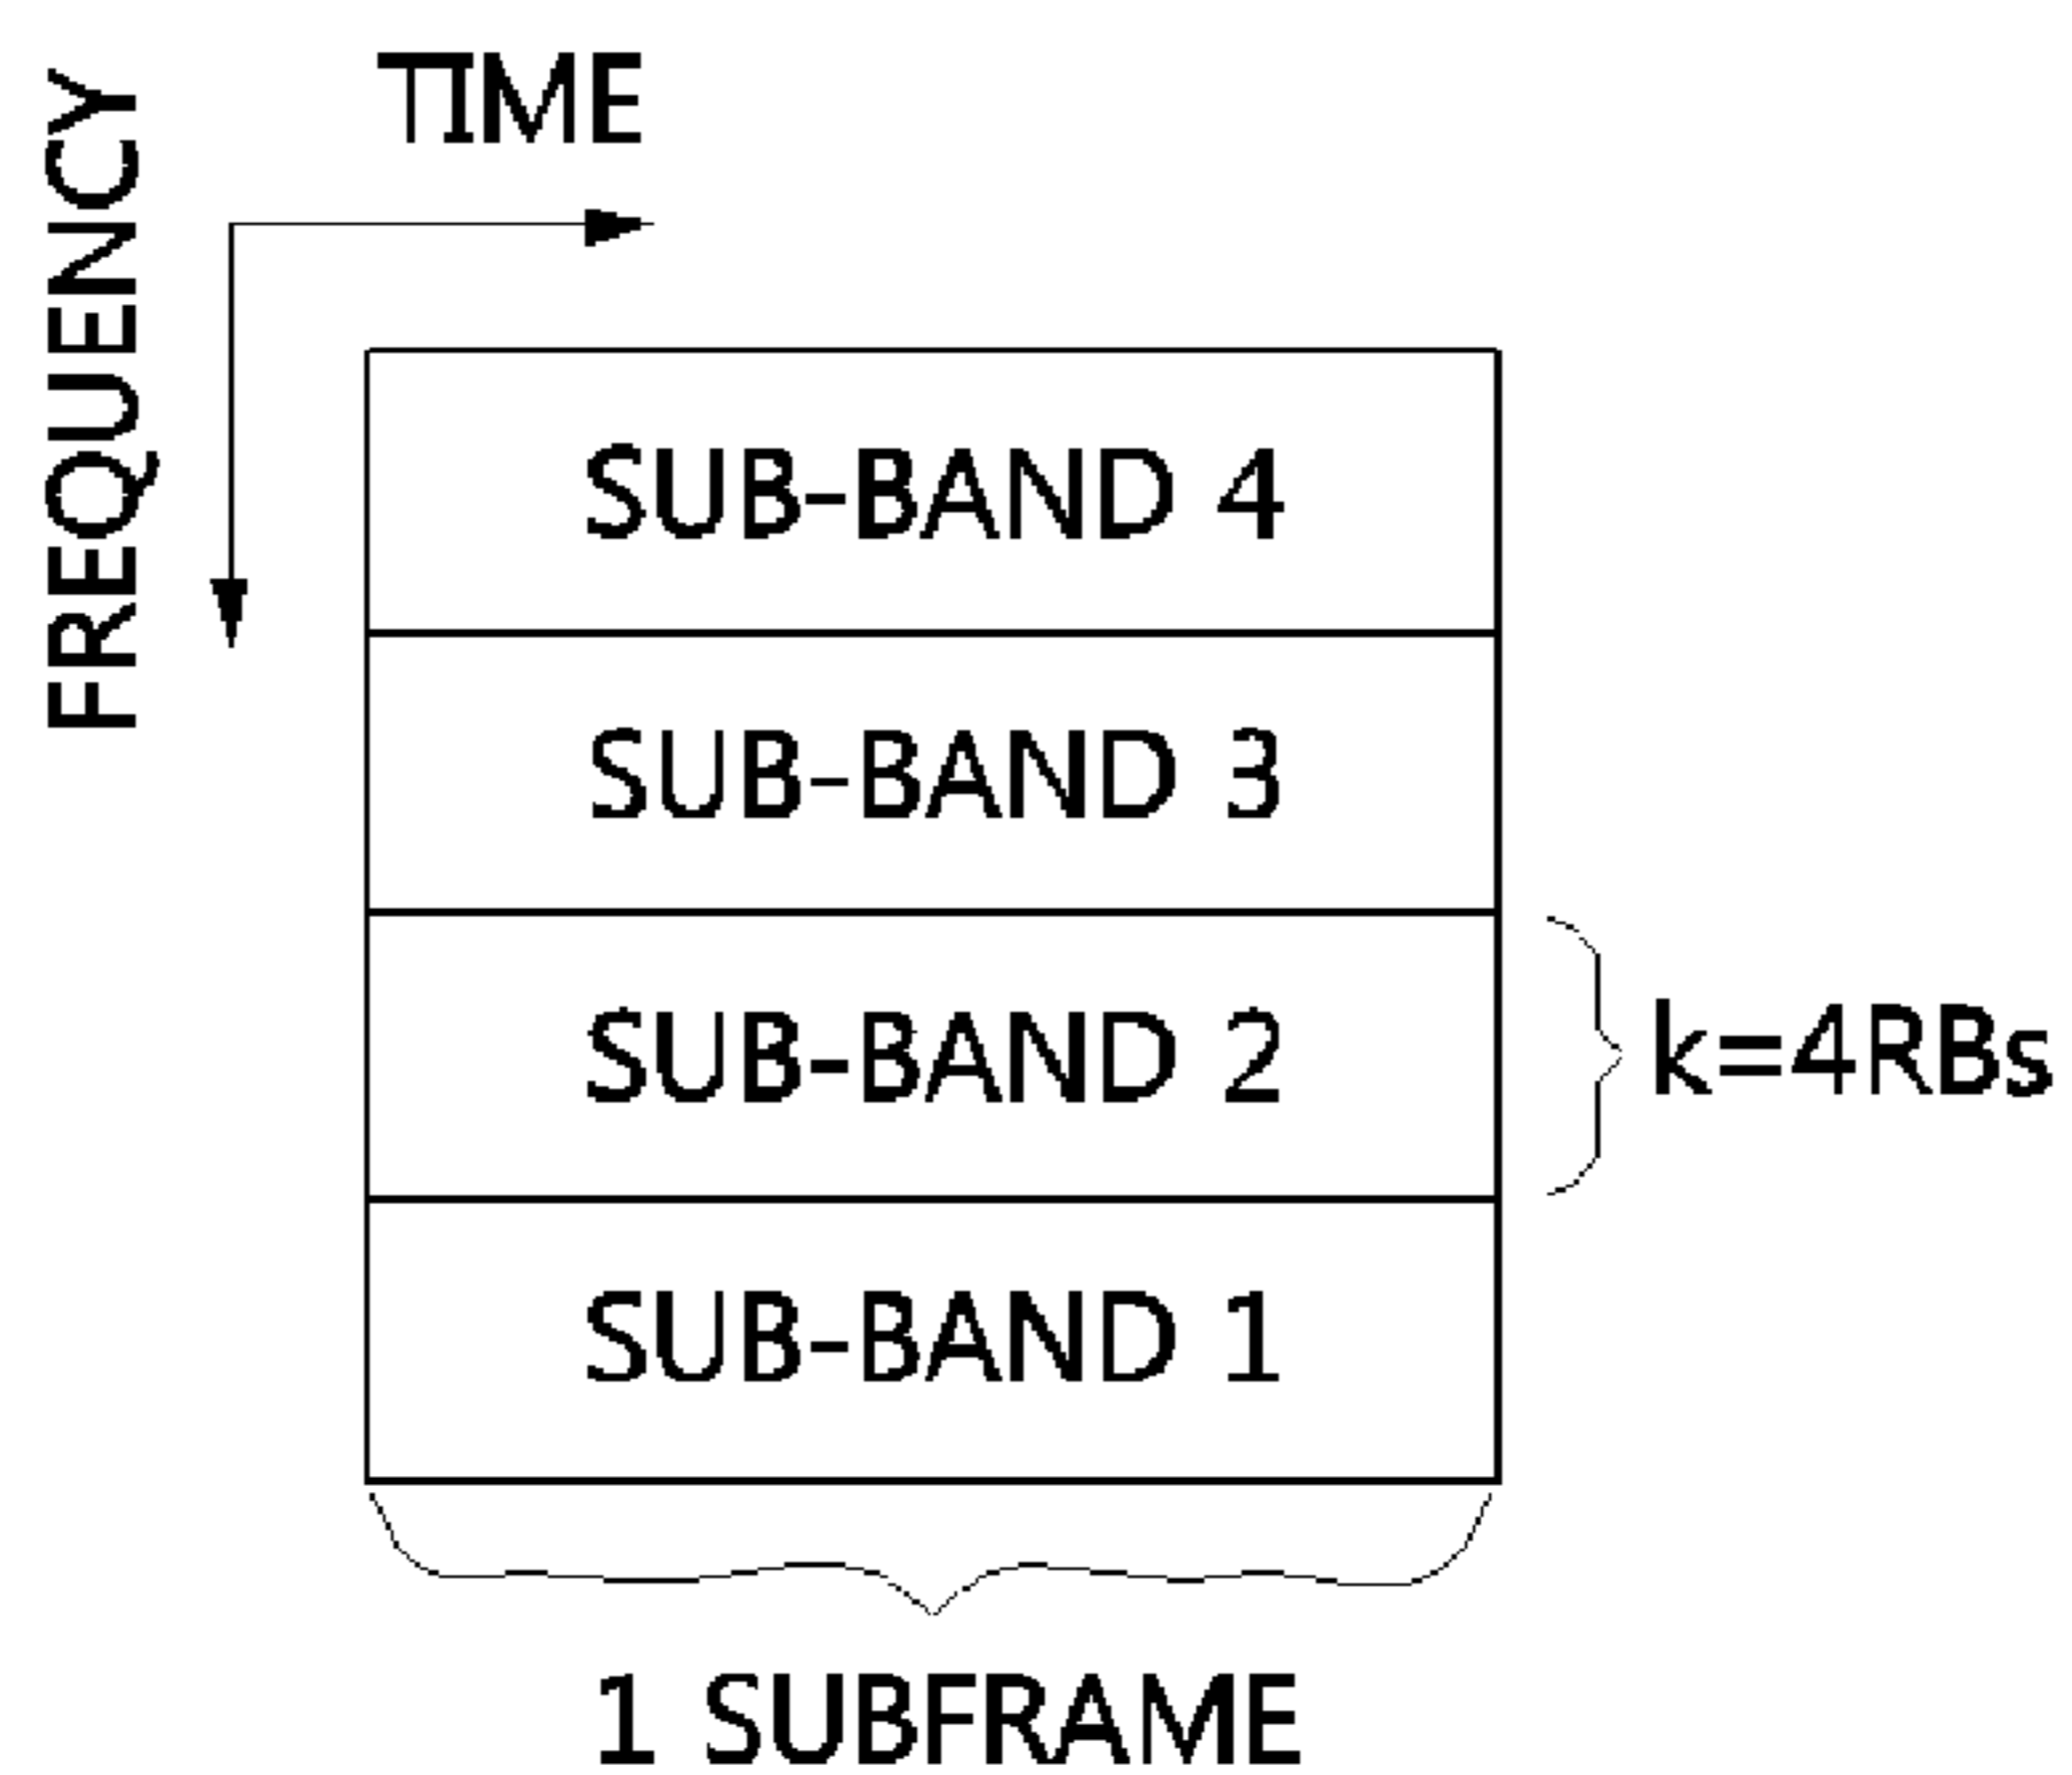 TIME
FREQUENCY
SUB-BAND 4
SUB-BAND 3
SUB-BAND 2
k=4RBs
SUB-BAND 1
1 SUBFRAME